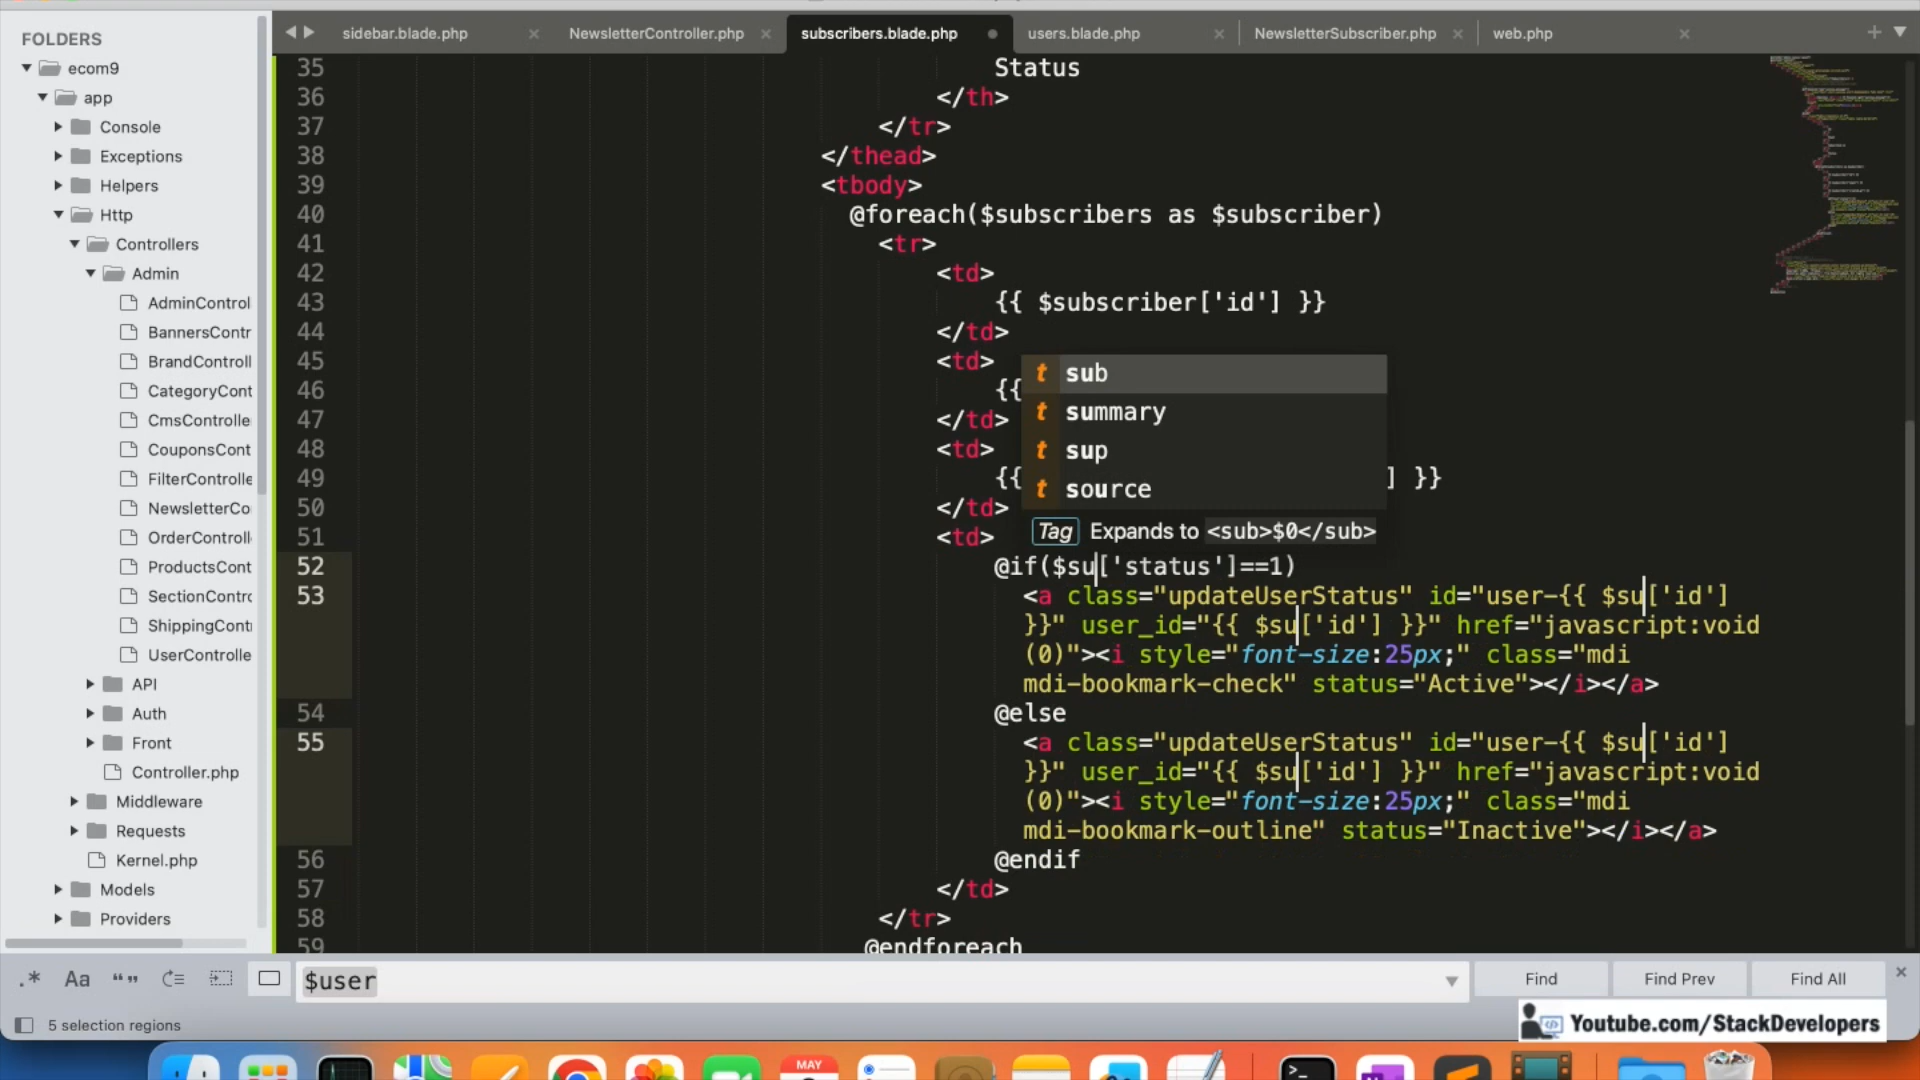 FOLDERS
ecom9
app
Console
Exceptions
Helpers
Http
Controllers
Admin
AdminControl
BannersContr
BrandControll
CategoryCont
CmsControlle
CouponsCont
FilterControlle
NewsletterCo
OrderControll
ProductsCont
SectionContro
ShippingContr
UserControlle
API
Auth
Front
Controller.php
Middleware
Requests
Kernel.php
Models
Providers
sidebar.blade.php × NewsletterController.php × subscribers.blade.php users.blade.php × NewsletterSubscriber.php × web.php ×
35 Status
36 </th>
37 </tr>
38 </thead>
39 <tbody>
40 @foreach($subscribers as $subscriber)
41 <tr>
42 <td>
43 {{ $subscriber['id'] }}
44 </td>
45 <td>
46 {{
47 </td>
48 <td>
49 {{ ] }}
50 </td>
51 <td>
t sub
t summary
t sup
t source
Tag Expands to <sub>$0</sub>
52 @if($su['status']==1)
53 <a class="updateUserStatus" id="user-{{ $su['id']
}}" user_id="{{ $su['id'] }}" href="javascript:void
(0)"><i style="font-size:25px;" class="mdi
mdi-bookmark-check" status="Active"></i></a>
54 @else
55 <a class="updateUserStatus" id="user-{{ $su['id']
}}" user_id="{{ $su['id'] }}" href="javascript:void
(0)"><i style="font-size:25px;" class="mdi
mdi-bookmark-outline" status="Inactive"></i></a>
56 @endif
57 </td>
58 </tr>
59 @endforeach
.* Aa “ ” $user Find Find Prev Find All ×
5 selection regions
Youtube.com/StackDevelopers
MAY